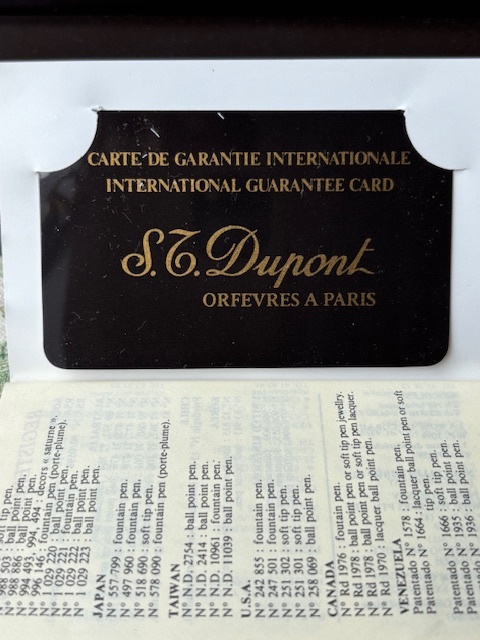 CARTE DE GARANTIE INTERNATIONALE
INTERNATIONAL GUARANTEE CARD
S.T. Dupont
ORFEVRES A PARIS
N° 988 503 : soft tip pen.
N° 986 886 : ball point pen.
N° 994 493, 994 494 : decors « saturne ».
N° 996 146 : fountain pen (porte-plume).
N° 1 029 220 : ball point pen.
N° 1 029 221 : fountain pen.
N° 1 029 222 : ball point pen.
N° 1 029 223 : ball point pen.
JAPAN
N° 557 799 : fountain pen.
N° 597 960 : ball point pen.
N° 518 690 : soft tip pen.
N° 578 090 : fountain pen (porte-plume).
TAIWAN
N° N.D. 2754 : ball point pen.
N° N.D. 2414 : ball point pen.
N° N.D. 10961 : fountain pen.
N° N.D. 11039 : ball point pen.
U.S.A.
N° 242 855 : fountain pen.
N° 247 501 : fountain pen.
N° 251 302 : soft tip pen.
N° 251 301 : soft tip pen.
N° 258 069 : ball point pen.
CANADA
N° Rd 1976 : foutain pen.
N° Rd 1978 : ball point pen or soft tip pen jewellry.
N° Rd 1978 : ball point pen or soft tip pen lacquer.
N° Rd 1970 : lacquer ball point pen.
VENEZUELA
Patentado N° 1578 : fountain pen.
Patentado N° 1664 : lacquer ball point pen or soft
tip pen.
Patentado N° 1666 : soft tip pen.
Patentado N° 1935 : ball point pen.
Patentado N° 1936 : ball point pen.